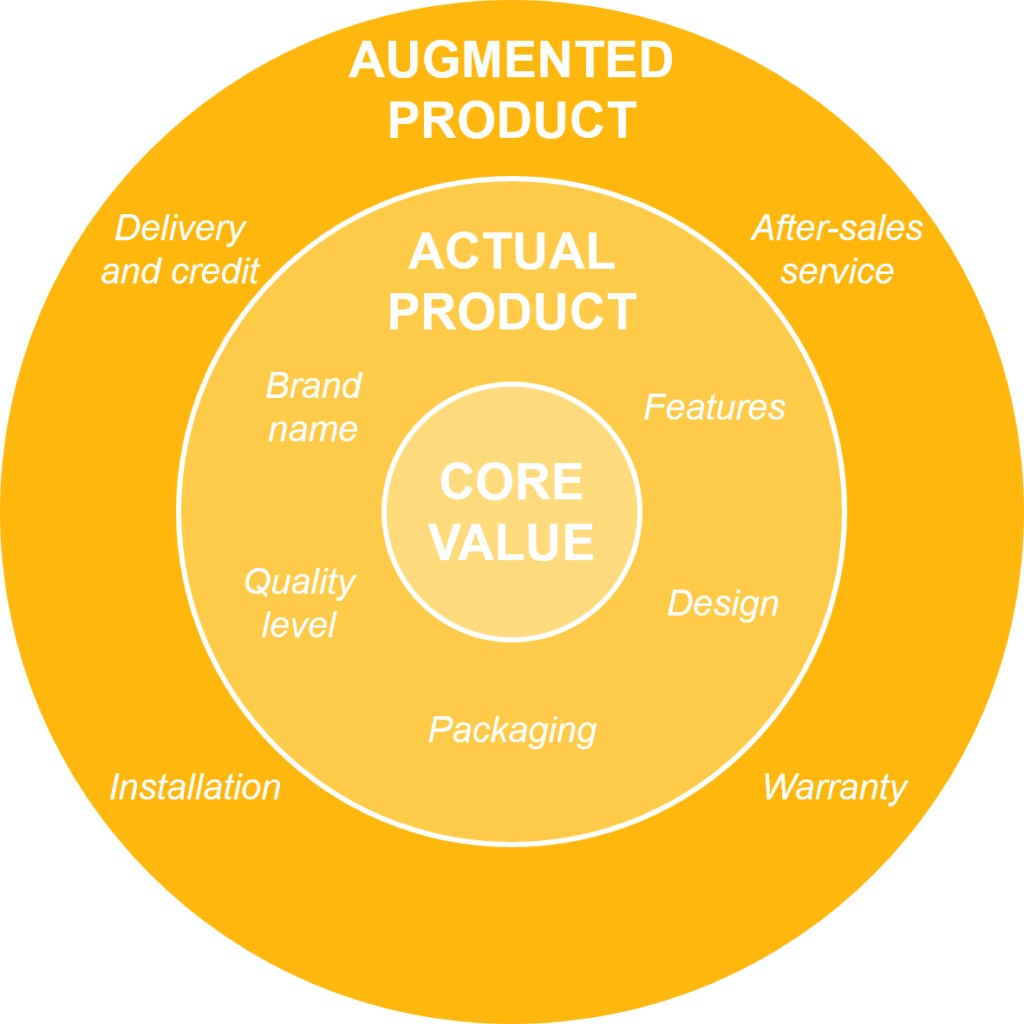 AUGMENTED
PRODUCT
Delivery
and credit
After-sales
service
ACTUAL
PRODUCT
Brand
name
Features
CORE
VALUE
Quality
level
Design
Packaging
Installation
Warranty